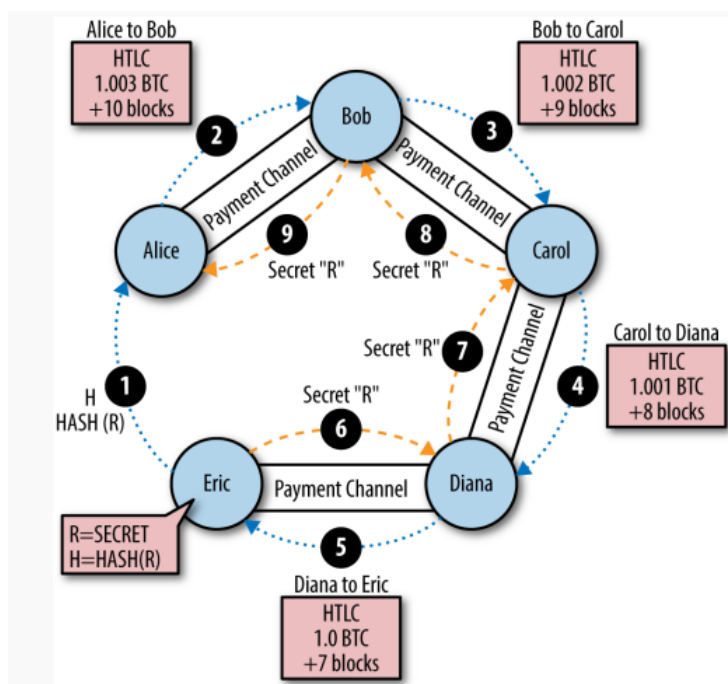 Alice to Bob
HTLC
1.003 BTC
+10 blocks
Bob to Carol
HTLC
1.002 BTC
+9 blocks
2
Bob
3
Payment Channel
Payment Channel
Alice
9
8
Carol
Secret "R"
Secret "R"
Carol to Diana
HTLC
1.001 BTC
+8 blocks
Secret "R"
7
Payment Channel
4
1
H
HASH (R)
Secret "R"
6
Eric
Payment Channel
Diana
R=SECRET
H=HASH(R)
5
Diana to Eric
HTLC
1.0 BTC
+7 blocks